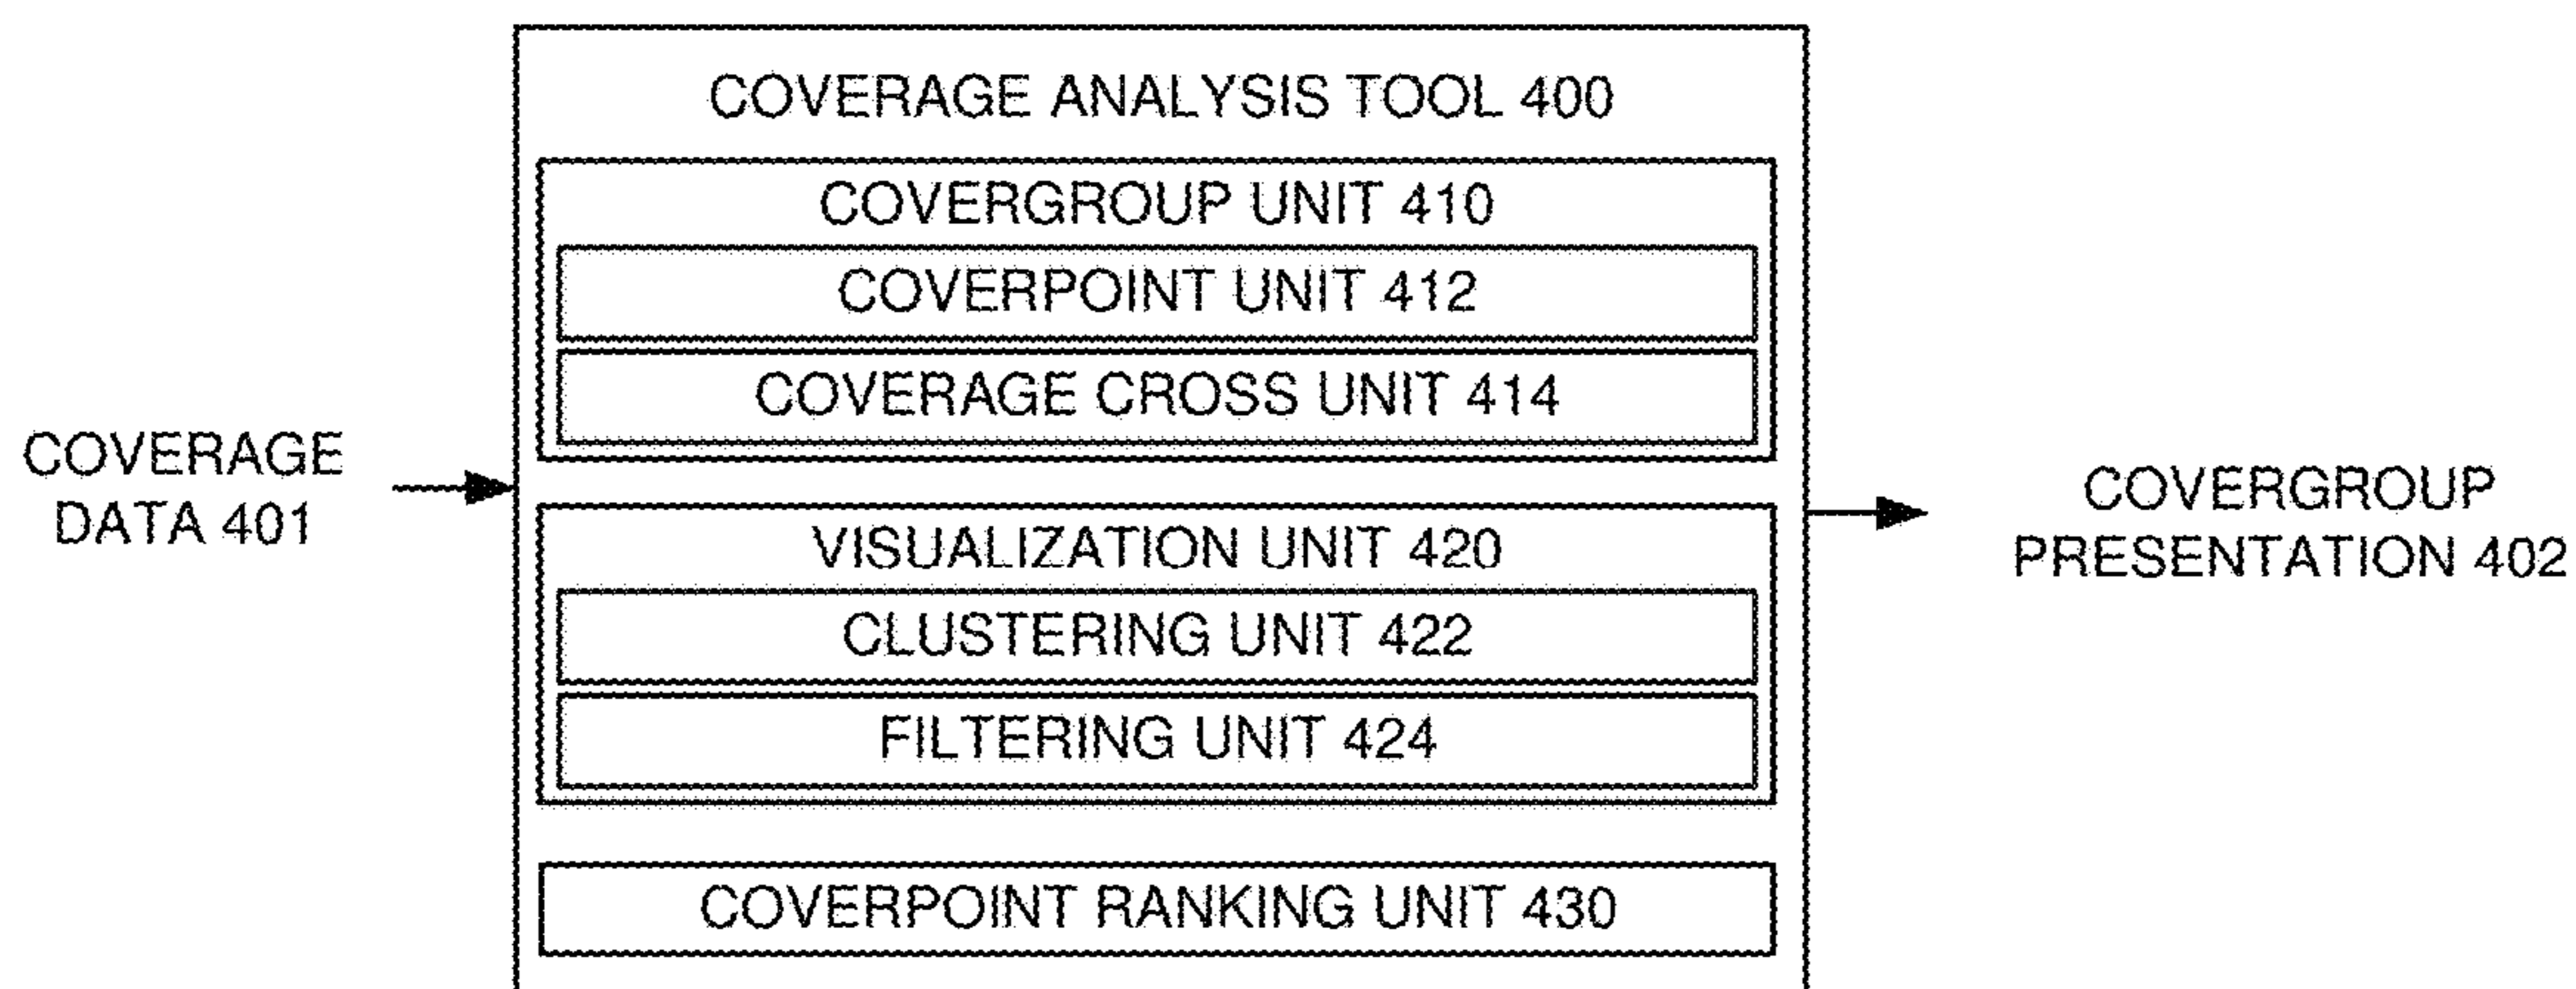 COVERAGE ANALYSIS TOOL 400
COVERGROUP UNIT 410
COVERPOINT UNIT 412
COVERAGE CROSS UNIT 414
COVERAGE
DATA 401
VISUALIZATION UNIT 420
CLUSTERING UNIT 422
FILTERING UNIT 424
COVERPOINT RANKING UNIT 430
COVERGROUP
PRESENTATION 402